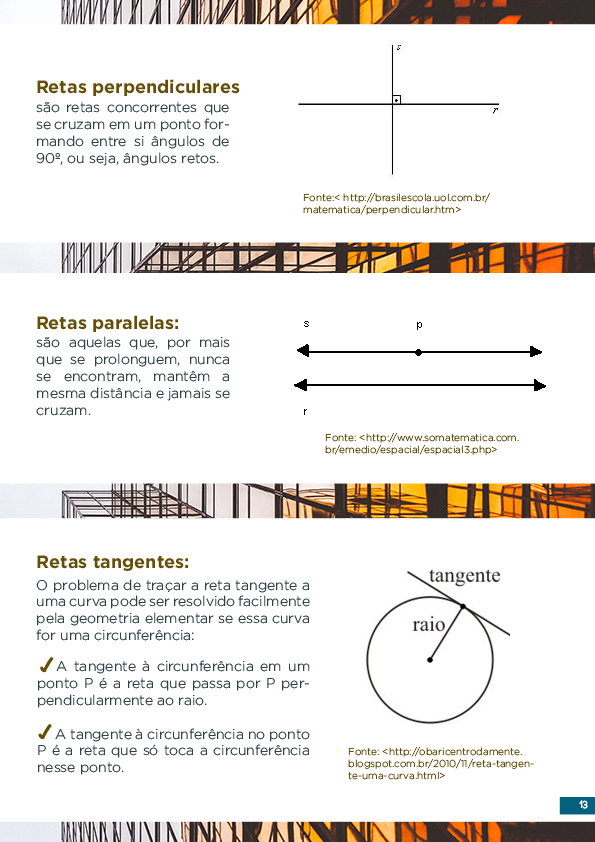 s
r
Retas perpendiculares
são retas concorrentes que
se cruzam em um ponto for-
mando entre si ângulos de
90º, ou seja, ângulos retos.
Fonte:< http://brasilescola.uol.com.br/
matematica/perpendicular.htm>
Retas paralelas:
são aquelas que, por mais
que se prolonguem, nunca
se encontram, mantêm a
mesma distância e jamais se
cruzam.
s p
r
Fonte: <http://www.somatematica.com.
br/emedio/espacial/espacial3.php>
Retas tangentes:
O problema de traçar a reta tangente a
uma curva pode ser resolvido facilmente
pela geometria elementar se essa curva
for uma circunferência:
✓A tangente à circunferência em um
ponto P é a reta que passa por P per-
pendicularmente ao raio.
✓A tangente à circunferência no ponto
P é a reta que só toca a circunferência
nesse ponto.
tangente
raio
Fonte: <http://obaricentrodamente.
blogspot.com.br/2010/11/reta-tangen-
te-uma-curva.html>
13